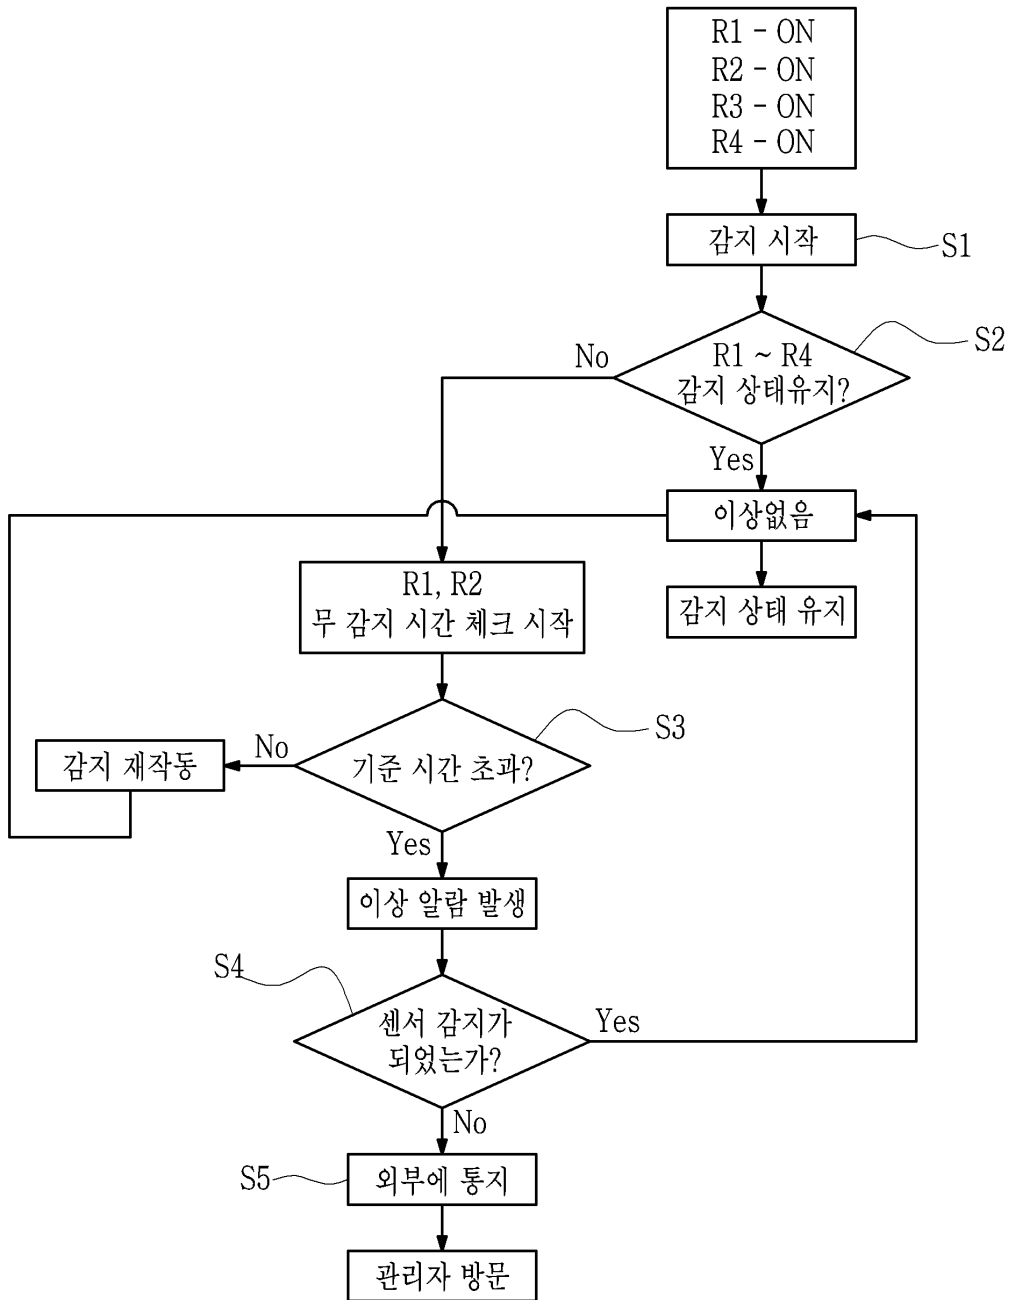 R1 - ON
R2 - ON
R3 - ON
R4 - ON
감지 시작
S1
R1 ~ R4
감지 상태유지?
S2
No
Yes
이상없음
감지 상태 유지
R1, R2
무 감지 시간 체크 시작
기준 시간 초과?
S3
No
감지 재작동
Yes
이상 알람 발생
S4
센서 감지가
되었는가?
Yes
No
S5
외부에 통지
관리자 방문